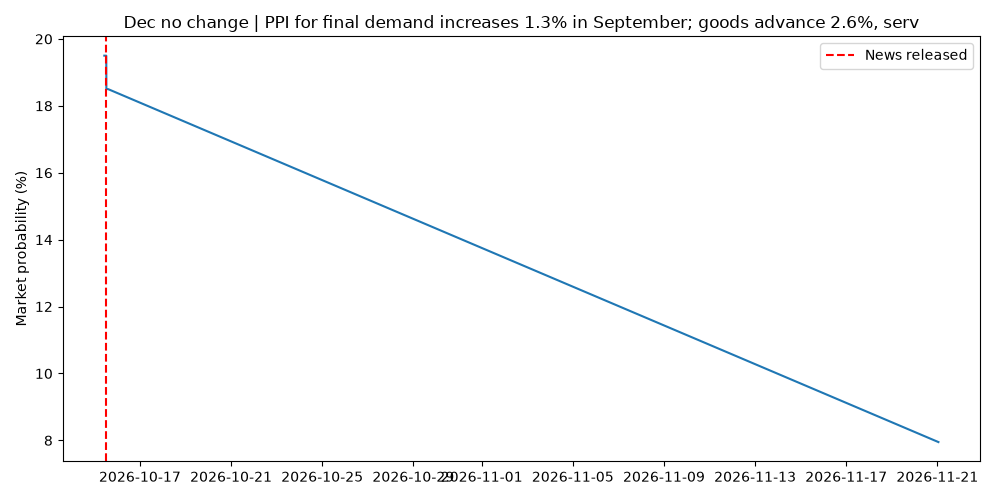 Dec no change | PPI for final demand increases 1.3% in September; goods advance 2.6%, serv
News released
Market probability (%)
20
18
16
14
12
10
8
2026-10-17 2026-10-21 2026-10-25 2026-10-29 2026-11-01 2026-11-05 2026-11-09 2026-11-13 2026-11-17 2026-11-21